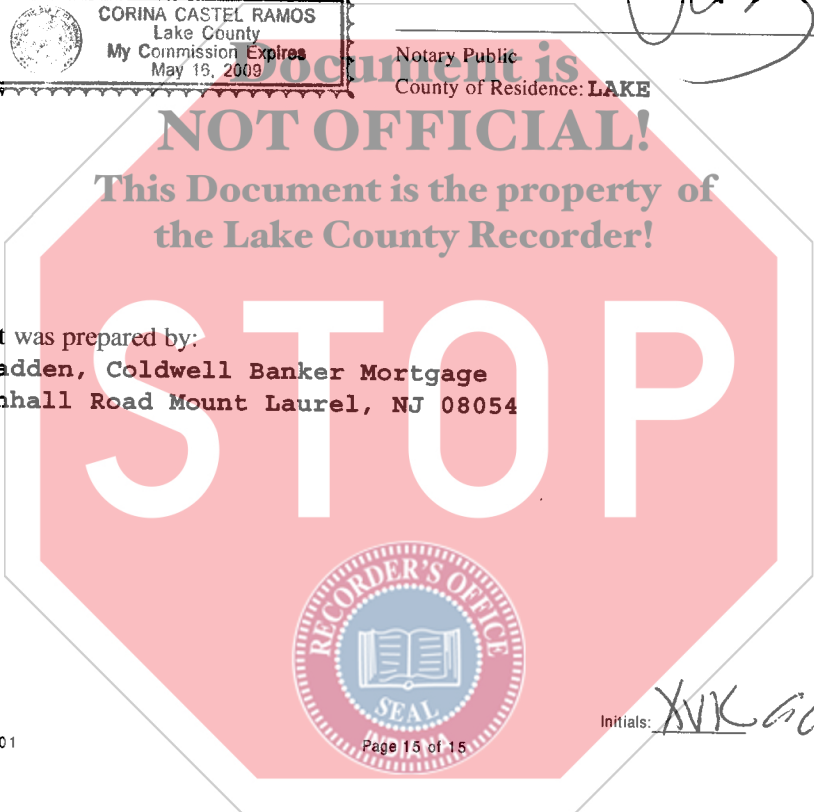 CORINA CASTEL RAMOS
Lake County
My Commission Expires
May 16, 2009
Notary Public
County of Residence: LAKE
Document is
NOT OFFICIAL!
This Document is the property of
the Lake County Recorder!
t was prepared by:
adden, Coldwell Banker Mortgage
nhall Road Mount Laurel, NJ 08054
STOP
RECORDER'S OFFICE
SEAL
INDIANA
Initials: XVK
01
Page 15 of 15